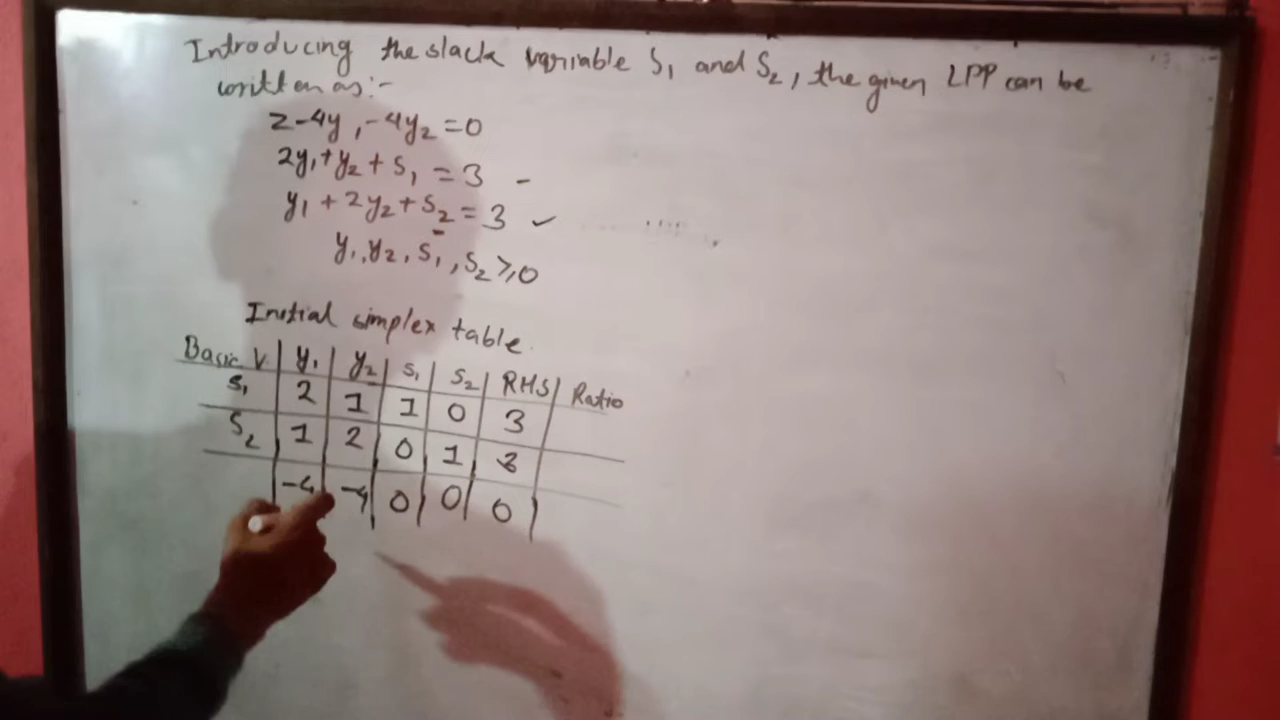 Introducing the slack variable S₁ and S₂, the given LPP can be
written as:-
z-4y₁-4y₂=0
2y₁+y₂+s₁=3 -
y₁+2y₂+s₂=3 ✓
y₁,y₂,s₁,s₂≥0
Initial simplex table.
Basic V. y₁ y₂ s₁ s₂ RHS Ratio
s₁ 2 1 1 0 3
S₂ 1 2 0 1 3
-4 -4 0 0 0